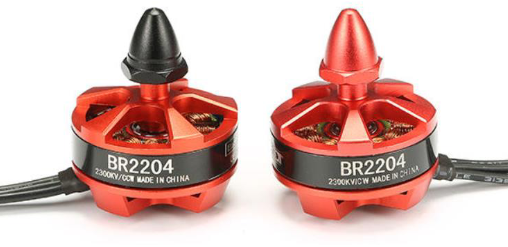 BR2204
2300KV/CCW MADE IN CHINA
BR2204
2300KV/CW MADE IN CHINA